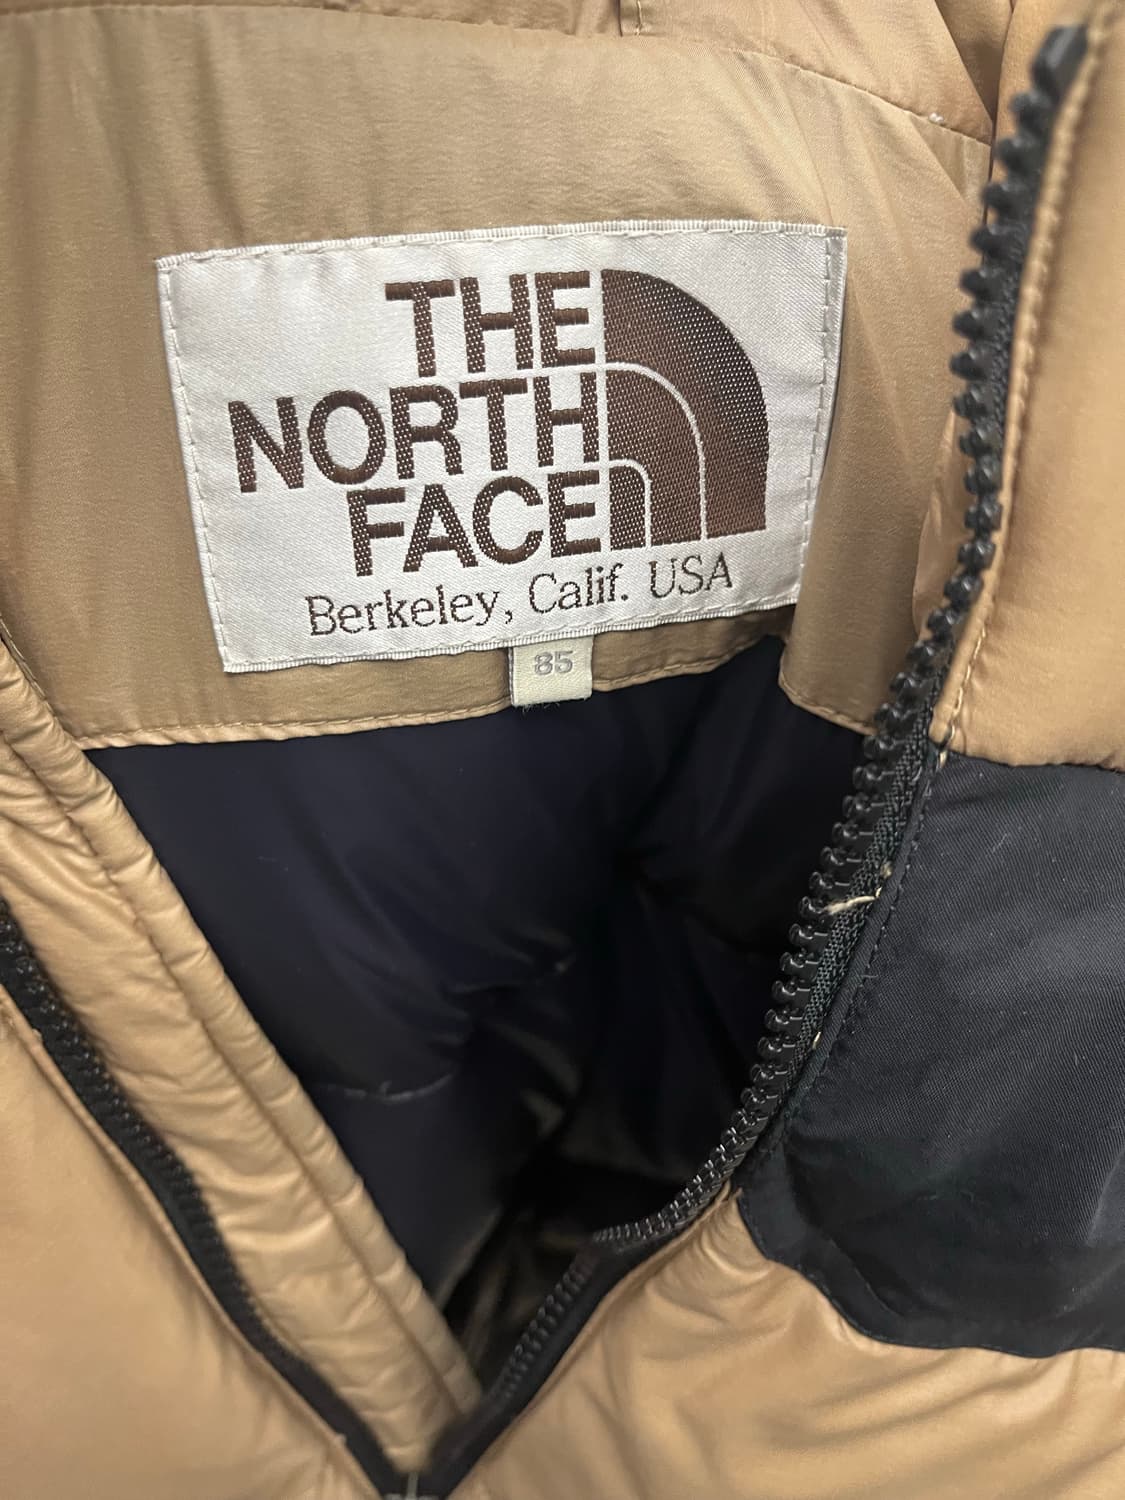 THE
NORTH
FACE
Berkeley, Calif. USA
85